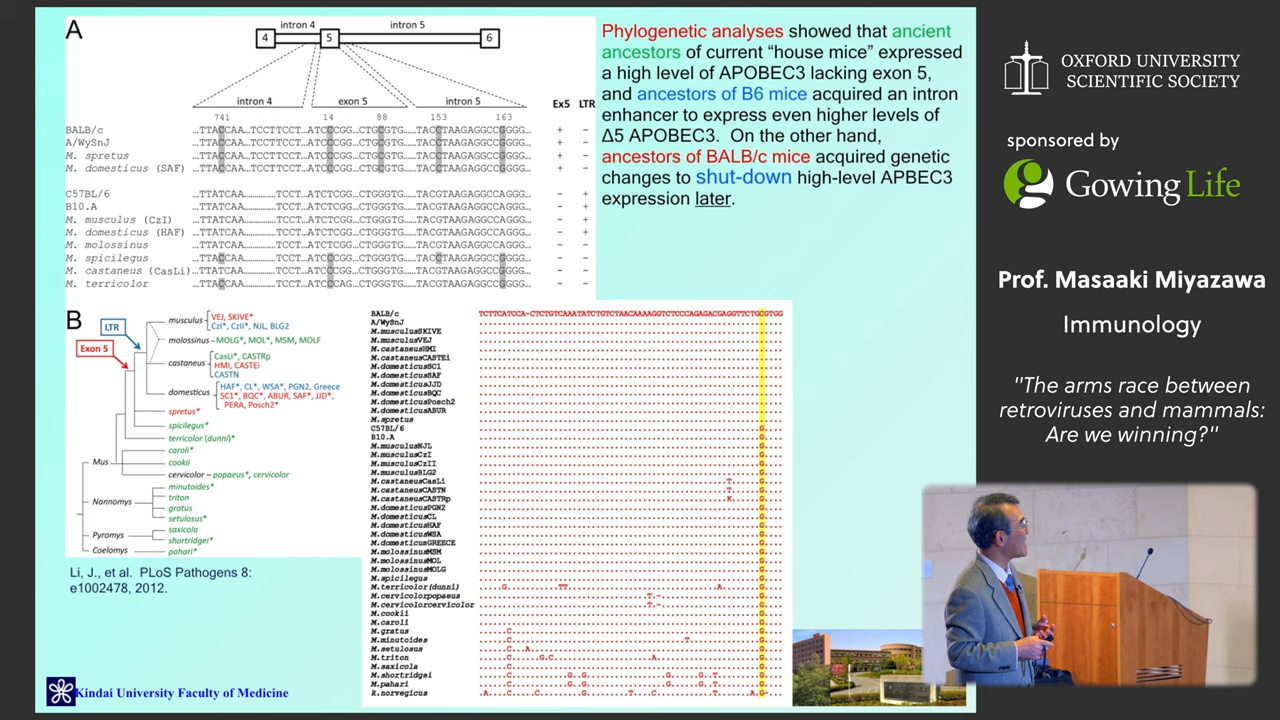 A
intron 4
intron 5
4
5
6
intron 4
exon 5
intron 5
Ex5
LTR
741
14
88
153
163
BALB/c
A/WySnJ
M. spretus
M. domesticus (SAF)
C57BL/6
B10.A
M. musculus (CzI)
M. domesticus (HAF)
M. molossinus
M. spicilegus
M. castaneus (CasLi)
M. terricolor
Phylogenetic analyses showed that ancient
ancestors of current “house mice” expressed
a high level of APOBEC3 lacking exon 5,
and ancestors of B6 mice acquired an intron
enhancer to express even higher levels of
Δ5 APOBEC3. On the other hand,
ancestors of BALB/c mice acquired genetic
changes to shut-down high-level APBEC3
expression later.
B
LTR
Exon 5
musculus
VEJ, SKIVE*
CzI*, CzII*, NJL, BLG2
molossinus – MOLG*, MOL*, MSM, MOLF
castaneus
CasLi*, CASTRp
HMI, CASTEi
CASTN
domesticus
HAF*, CL*, WSA*, PGN2, Greece
SC1*, BQC*, ABUR, SAF*, JJD*,
PERA, Posch2*
spretus*
spicilegus*
terricolor (dunni)*
caroli*
cookii
Mus
cervicolor – popaeus*, cervicolor
minutoides*
triton
Nannomys
gratus
setulosus*
saxicola
Pyromys
shortridgei*
Coelomys
pahari*
BALB/c
A/WySnJ
M.musculusSKIVE
M.musculusVEJ
M.castaneusHMI
M.castaneusCASTEi
M.domesticusSC1
M.domesticusSAF
M.domesticusJJD
M.domesticusBQC
M.domesticusPosch2
M.domesticusABUR
M.spretus
C57BL/6
B10.A
M.musculusNJL
M.musculusCzI
M.musculusCzII
M.musculusBLG2
M.castaneusCasLi
M.castaneusCASTN
M.castaneusCASTRp
M.domesticusPGN2
M.domesticusCL
M.domesticusHAF
M.domesticusWSA
M.domesticusGREECE
M.molossinusMSM
M.molossinusMOL
M.molossinusMOLG
M.spicilegus
M.terricolor(dunni)
M.cervicolorpopaeus
M.cervicolorcervicolor
M.cookii
M.caroli
M.gratus
M.minutoides
M.setulosus
M.triton
M.saxicola
M.shortridgei
M.pahari
R.norvegicus
Li, J., et al. PLoS Pathogens 8:
e1002478, 2012.
Kindai University Faculty of Medicine
OXFORD UNIVERSITY
SCIENTIFIC SOCIETY
sponsored by
Gowing Life
Prof. Masaaki Miyazawa
Immunology
"The arms race between
retroviruses and mammals:
Are we winning?"